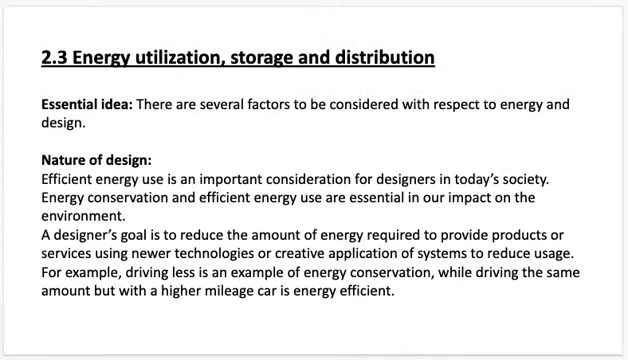 2.3 Energy utilization, storage and distribution
Essential idea: There are several factors to be considered with respect to energy and
design.
Nature of design:
Efficient energy use is an important consideration for designers in today’s society.
Energy conservation and efficient energy use are essential in our impact on the
environment.
A designer’s goal is to reduce the amount of energy required to provide products or
services using newer technologies or creative application of systems to reduce usage.
For example, driving less is an example of energy conservation, while driving the same
amount but with a higher mileage car is energy efficient.